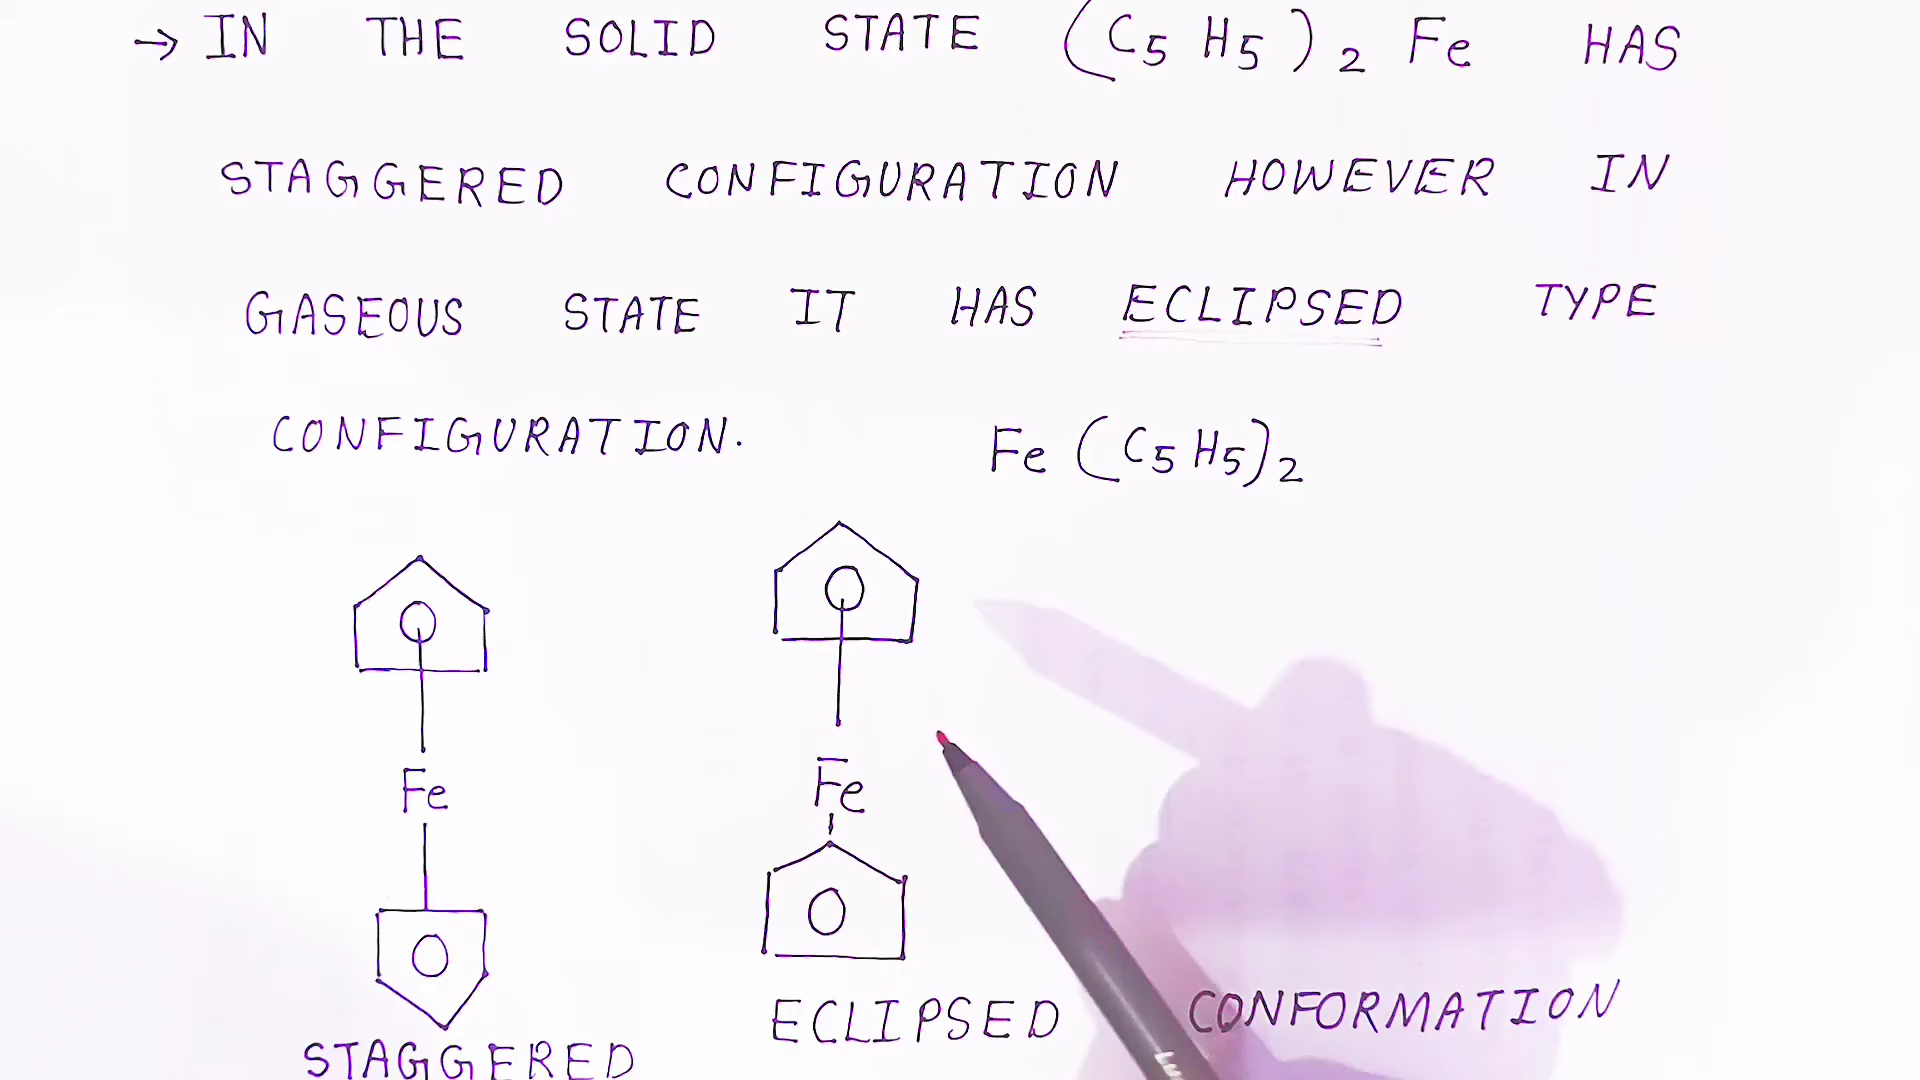 → IN THE SOLID STATE (C5 H5)2 Fe HAS
STAGGERED CONFIGURATION HOWEVER IN
GASEOUS STATE IT HAS ECLIPSED TYPE
CONFIGURATION. Fe (C5 H5)2
Fe
Fe
ECLIPSED CONFORMATION
STAGGERED